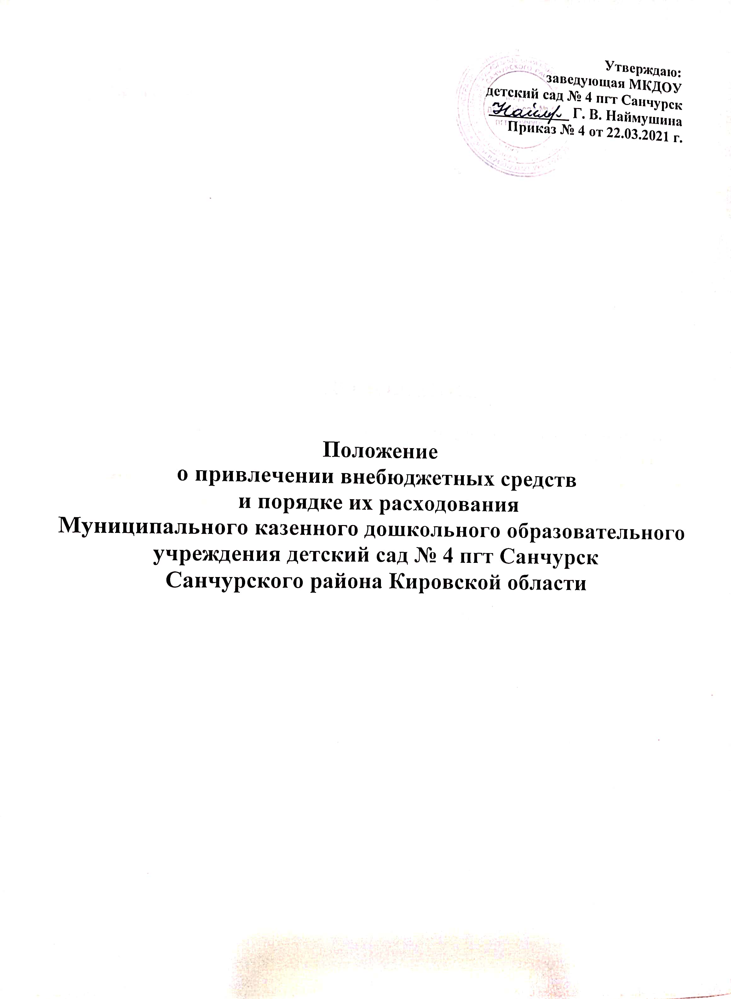 Утверждаю:
заведующая МКДОУ
детский сад № 4 пгт Санчурск
Г. В. Наймушина
Приказ № 4 от 22.03.2021 г.
Положение
о привлечении внебюджетных средств
и порядке их расходования
Муниципального казенного дошкольного образовательного
учреждения детский сад № 4 пгт Санчурск
Санчурского района Кировской области